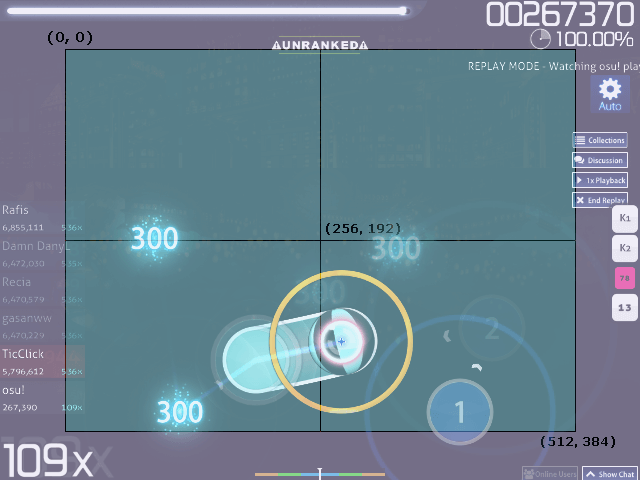 00267370
(0, 0)
UNRANKED
100.00%
REPLAY MODE - Watching osu! play
Auto
Collections
Discussion
1x Playback
End Replay
K1
K2
78
13
Rafis
6,855,111 536x
Damn DanyL
6,472,030 535x
Recia
6,470,579 536x
gasanww
6,470,229 536x
TicClick
5,796,612 536x
osu!
267,390 109x
300
(256, 192)
300
300
2
300
1
(512, 384)
109x
Online Users
Show Chat